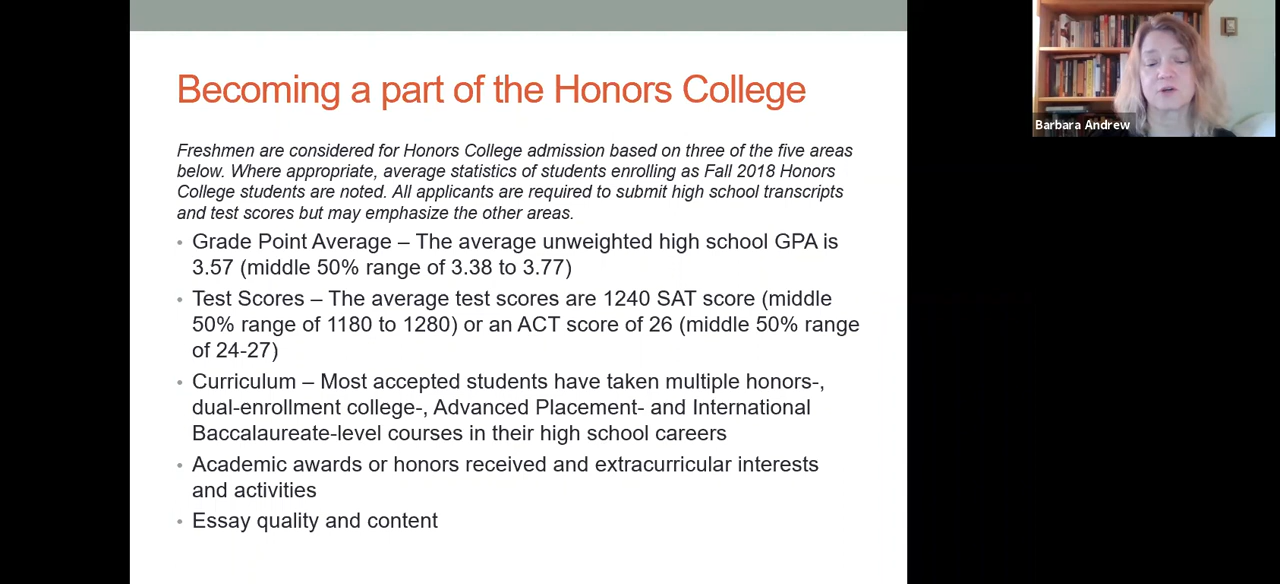 Becoming a part of the Honors College
Freshmen are considered for Honors College admission based on three of the five areas
below. Where appropriate, average statistics of students enrolling as Fall 2018 Honors
College students are noted. All applicants are required to submit high school transcripts
and test scores but may emphasize the other areas.
• Grade Point Average – The average unweighted high school GPA is
3.57 (middle 50% range of 3.38 to 3.77)
• Test Scores – The average test scores are 1240 SAT score (middle
50% range of 1180 to 1280) or an ACT score of 26 (middle 50% range
of 24-27)
• Curriculum – Most accepted students have taken multiple honors-,
dual-enrollment college-, Advanced Placement- and International
Baccalaureate-level courses in their high school careers
• Academic awards or honors received and extracurricular interests
and activities
• Essay quality and content
Barbara Andrew